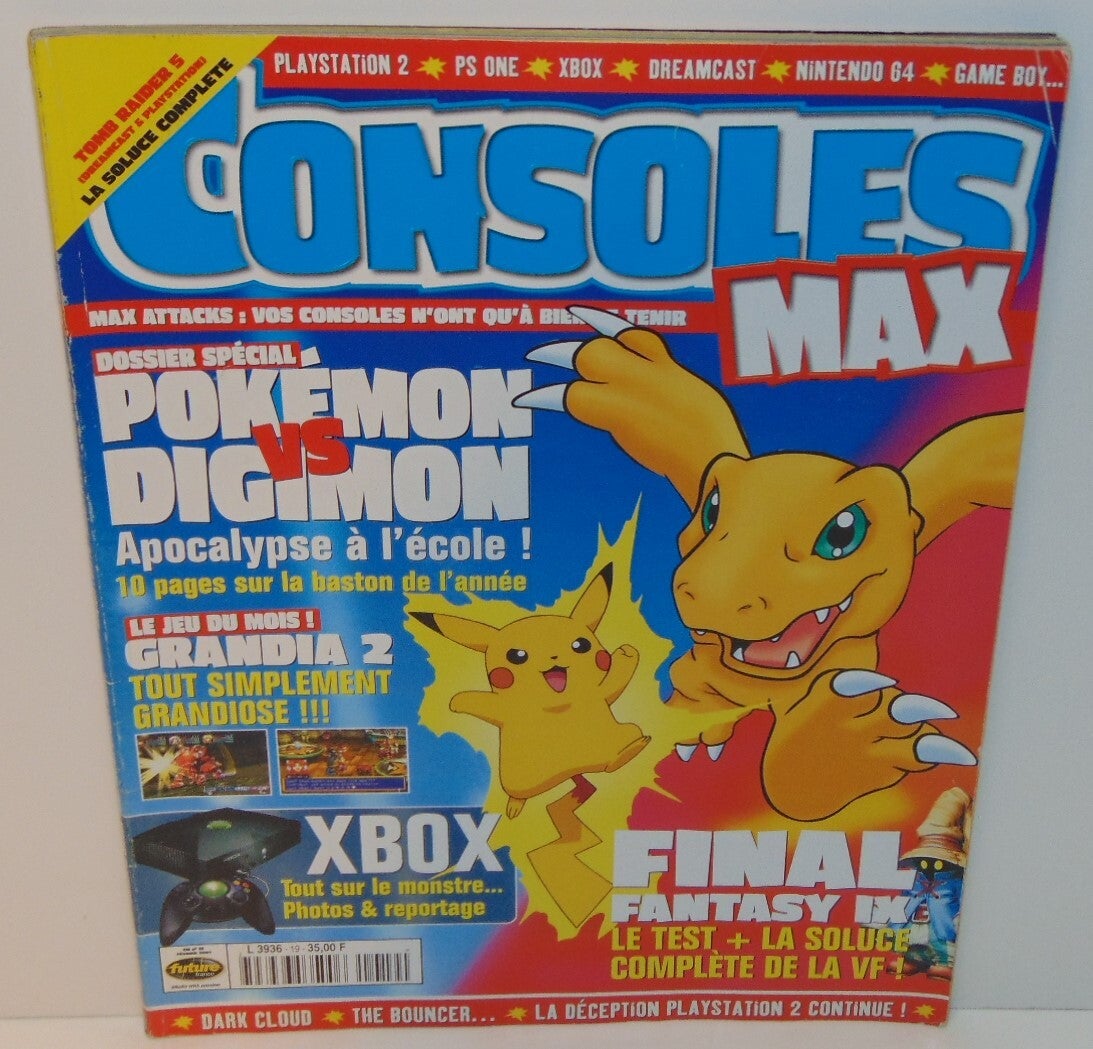 TOMB RAIDER 5
(DREAMCAST & PLAYSTATION)
LA SOLUCE COMPLETE
PLAYSTATION 2 PS ONE XBOX DREAMCAST NINTENDO 64 GAME BOY...
CONSOLES
MAX
MAX ATTACKS : VOS CONSOLES N'ONT QU'À BIEN TENIR
DOSSIER SPÉCIAL
POKÉMON
VS
DIGIMON
Apocalypse à l'école !
10 pages sur la baston de l'année
LE JEU DU MOIS !
GRANDIA 2
TOUT SIMPLEMENT
GRANDIOSE !!!
XBOX
Tout sur le monstre...
Photos & reportage
FINAL
FANTASY IX
LE TEST + LA SOLUCE
COMPLÈTE DE LA VF !
L 3936 - 19 - 35,00 F
future
france
DARK CLOUD THE BOUNCER... LA DÉCEPTION PLAYSTATION 2 CONTINUE !